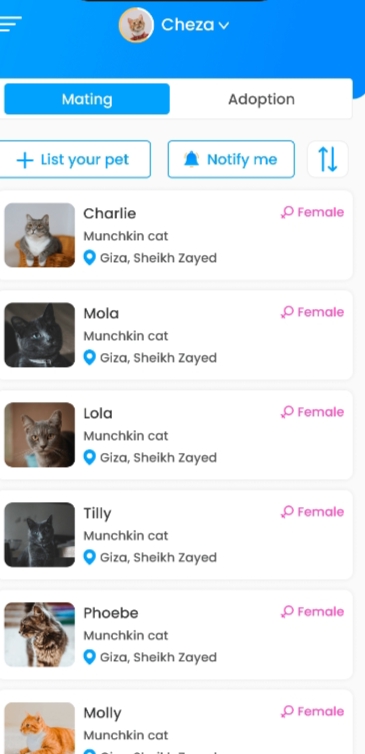 Cheza
Mating Adoption
List your pet Notify me
Charlie Female
Munchkin cat
Giza, Sheikh Zayed
Mola Female
Munchkin cat
Giza, Sheikh Zayed
Lola Female
Munchkin cat
Giza, Sheikh Zayed
Tilly Female
Munchkin cat
Giza, Sheikh Zayed
Phoebe Female
Munchkin cat
Giza, Sheikh Zayed
Molly Female
Munchkin cat